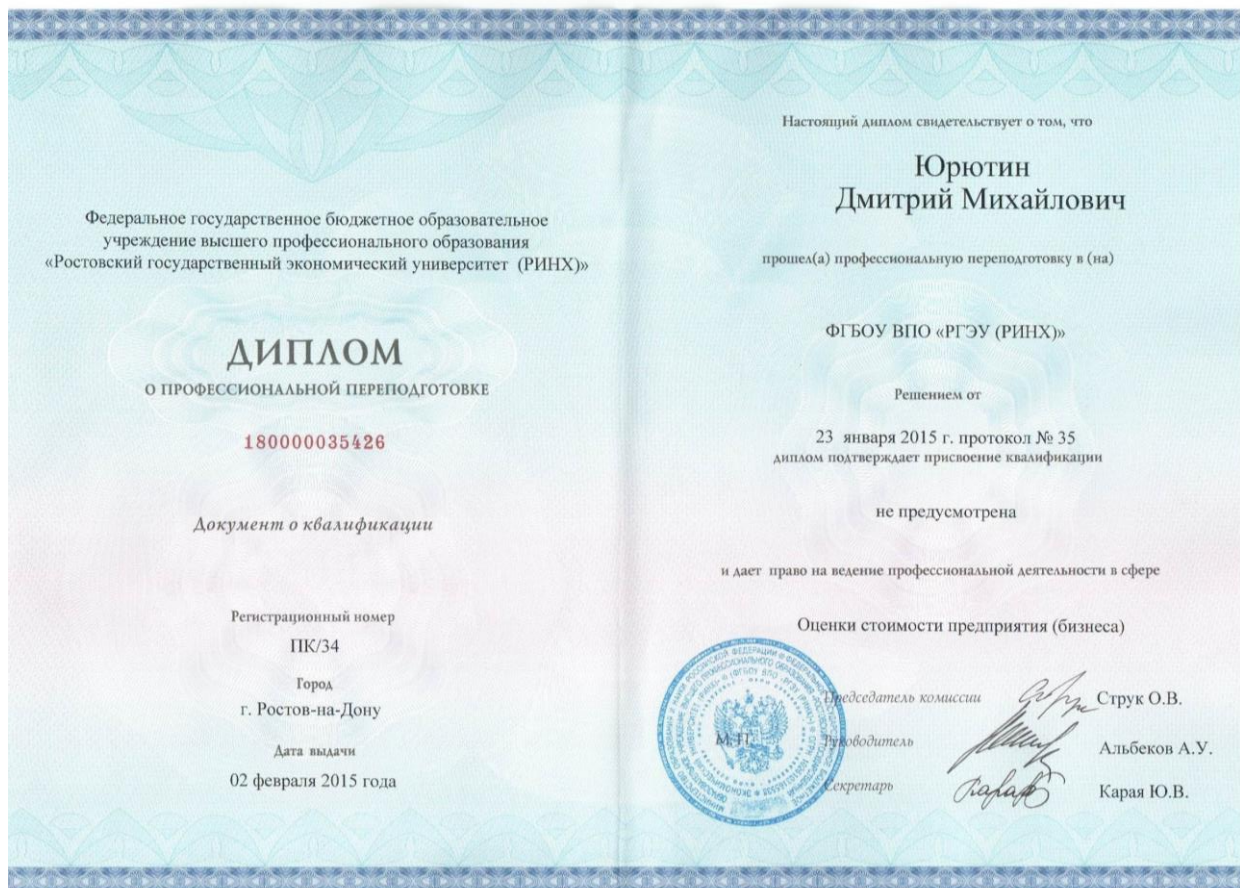 Федеральное государственное бюджетное образовательное
учреждение высшего профессионального образования
«Ростовский государственный экономический университет (РИНХ)»
ДИПЛОМ
О ПРОФЕССИОНАЛЬНОЙ ПЕРЕПОДГОТОВКЕ
180000035426
Документ о квалификации
Регистрационный номер
ПК/34
Город
г. Ростов-на-Дону
Дата выдачи
02 февраля 2015 года
Настоящий диплом свидетельствует о том, что
Юрютин
Дмитрий Михайлович
прошел(а) профессиональную переподготовку в (на)
ФГБОУ ВПО «РГЭУ (РИНХ)»
Решением от
23 января 2015 г. протокол № 35
диплом подтверждает присвоение квалификации
не предусмотрена
и дает право на ведение профессиональной деятельности в сфере
Оценки стоимости предприятия (бизнеса)
Председатель комиссии Струк О.В.
М.П. Руководитель Альбеков А.У.
Секретарь Карая Ю.В.